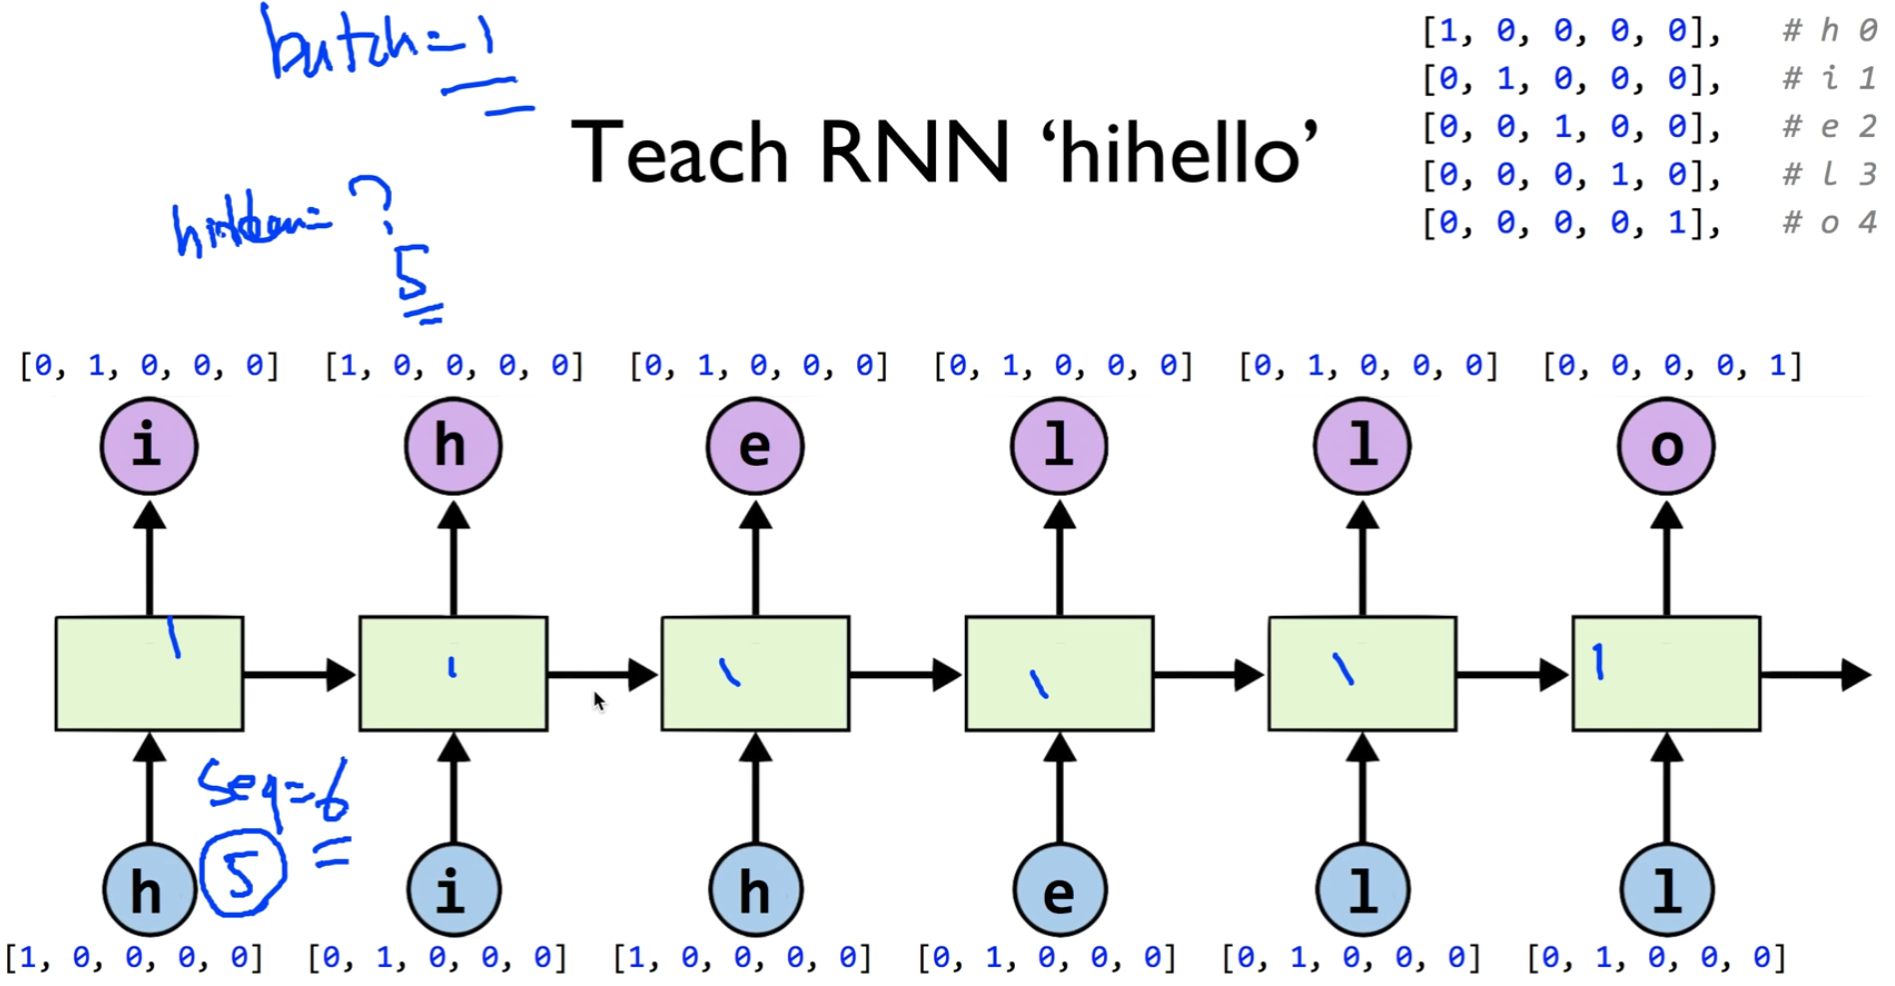 batch=1
[1, 0, 0, 0, 0], # h 0
[0, 1, 0, 0, 0], # i 1
[0, 0, 1, 0, 0], # e 2
[0, 0, 0, 1, 0], # l 3
[0, 0, 0, 0, 1], # o 4
Teach RNN ‘hihello’
hidden=?
5
[0, 1, 0, 0, 0] [1, 0, 0, 0, 0] [0, 1, 0, 0, 0] [0, 1, 0, 0, 0] [0, 1, 0, 0, 0] [0, 0, 0, 0, 1]
i h e l l o
1 1 1 1 1 1
seq=6
5
h i h e l l
[1, 0, 0, 0, 0] [0, 1, 0, 0, 0] [1, 0, 0, 0, 0] [0, 1, 0, 0, 0] [0, 1, 0, 0, 0] [0, 1, 0, 0, 0]